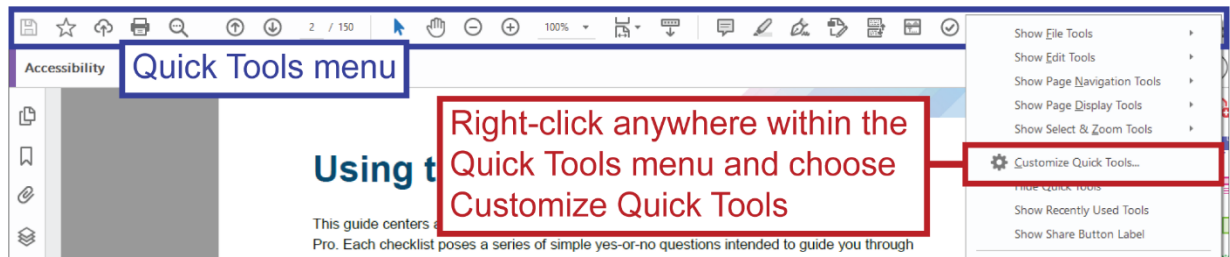 2 / 150
100%
Accessibility
Quick Tools menu
Show File Tools
Show Edit Tools
Show Page Navigation Tools
Show Page Display Tools
Show Select & Zoom Tools
Customize Quick Tools...
Hide Quick Tools
Show Recently Used Tools
Show Share Button Label
Right-click anywhere within the
Quick Tools menu and choose
Customize Quick Tools
Using t
This guide centers a
Pro. Each checklist poses a series of simple yes-or-no questions intended to guide you through